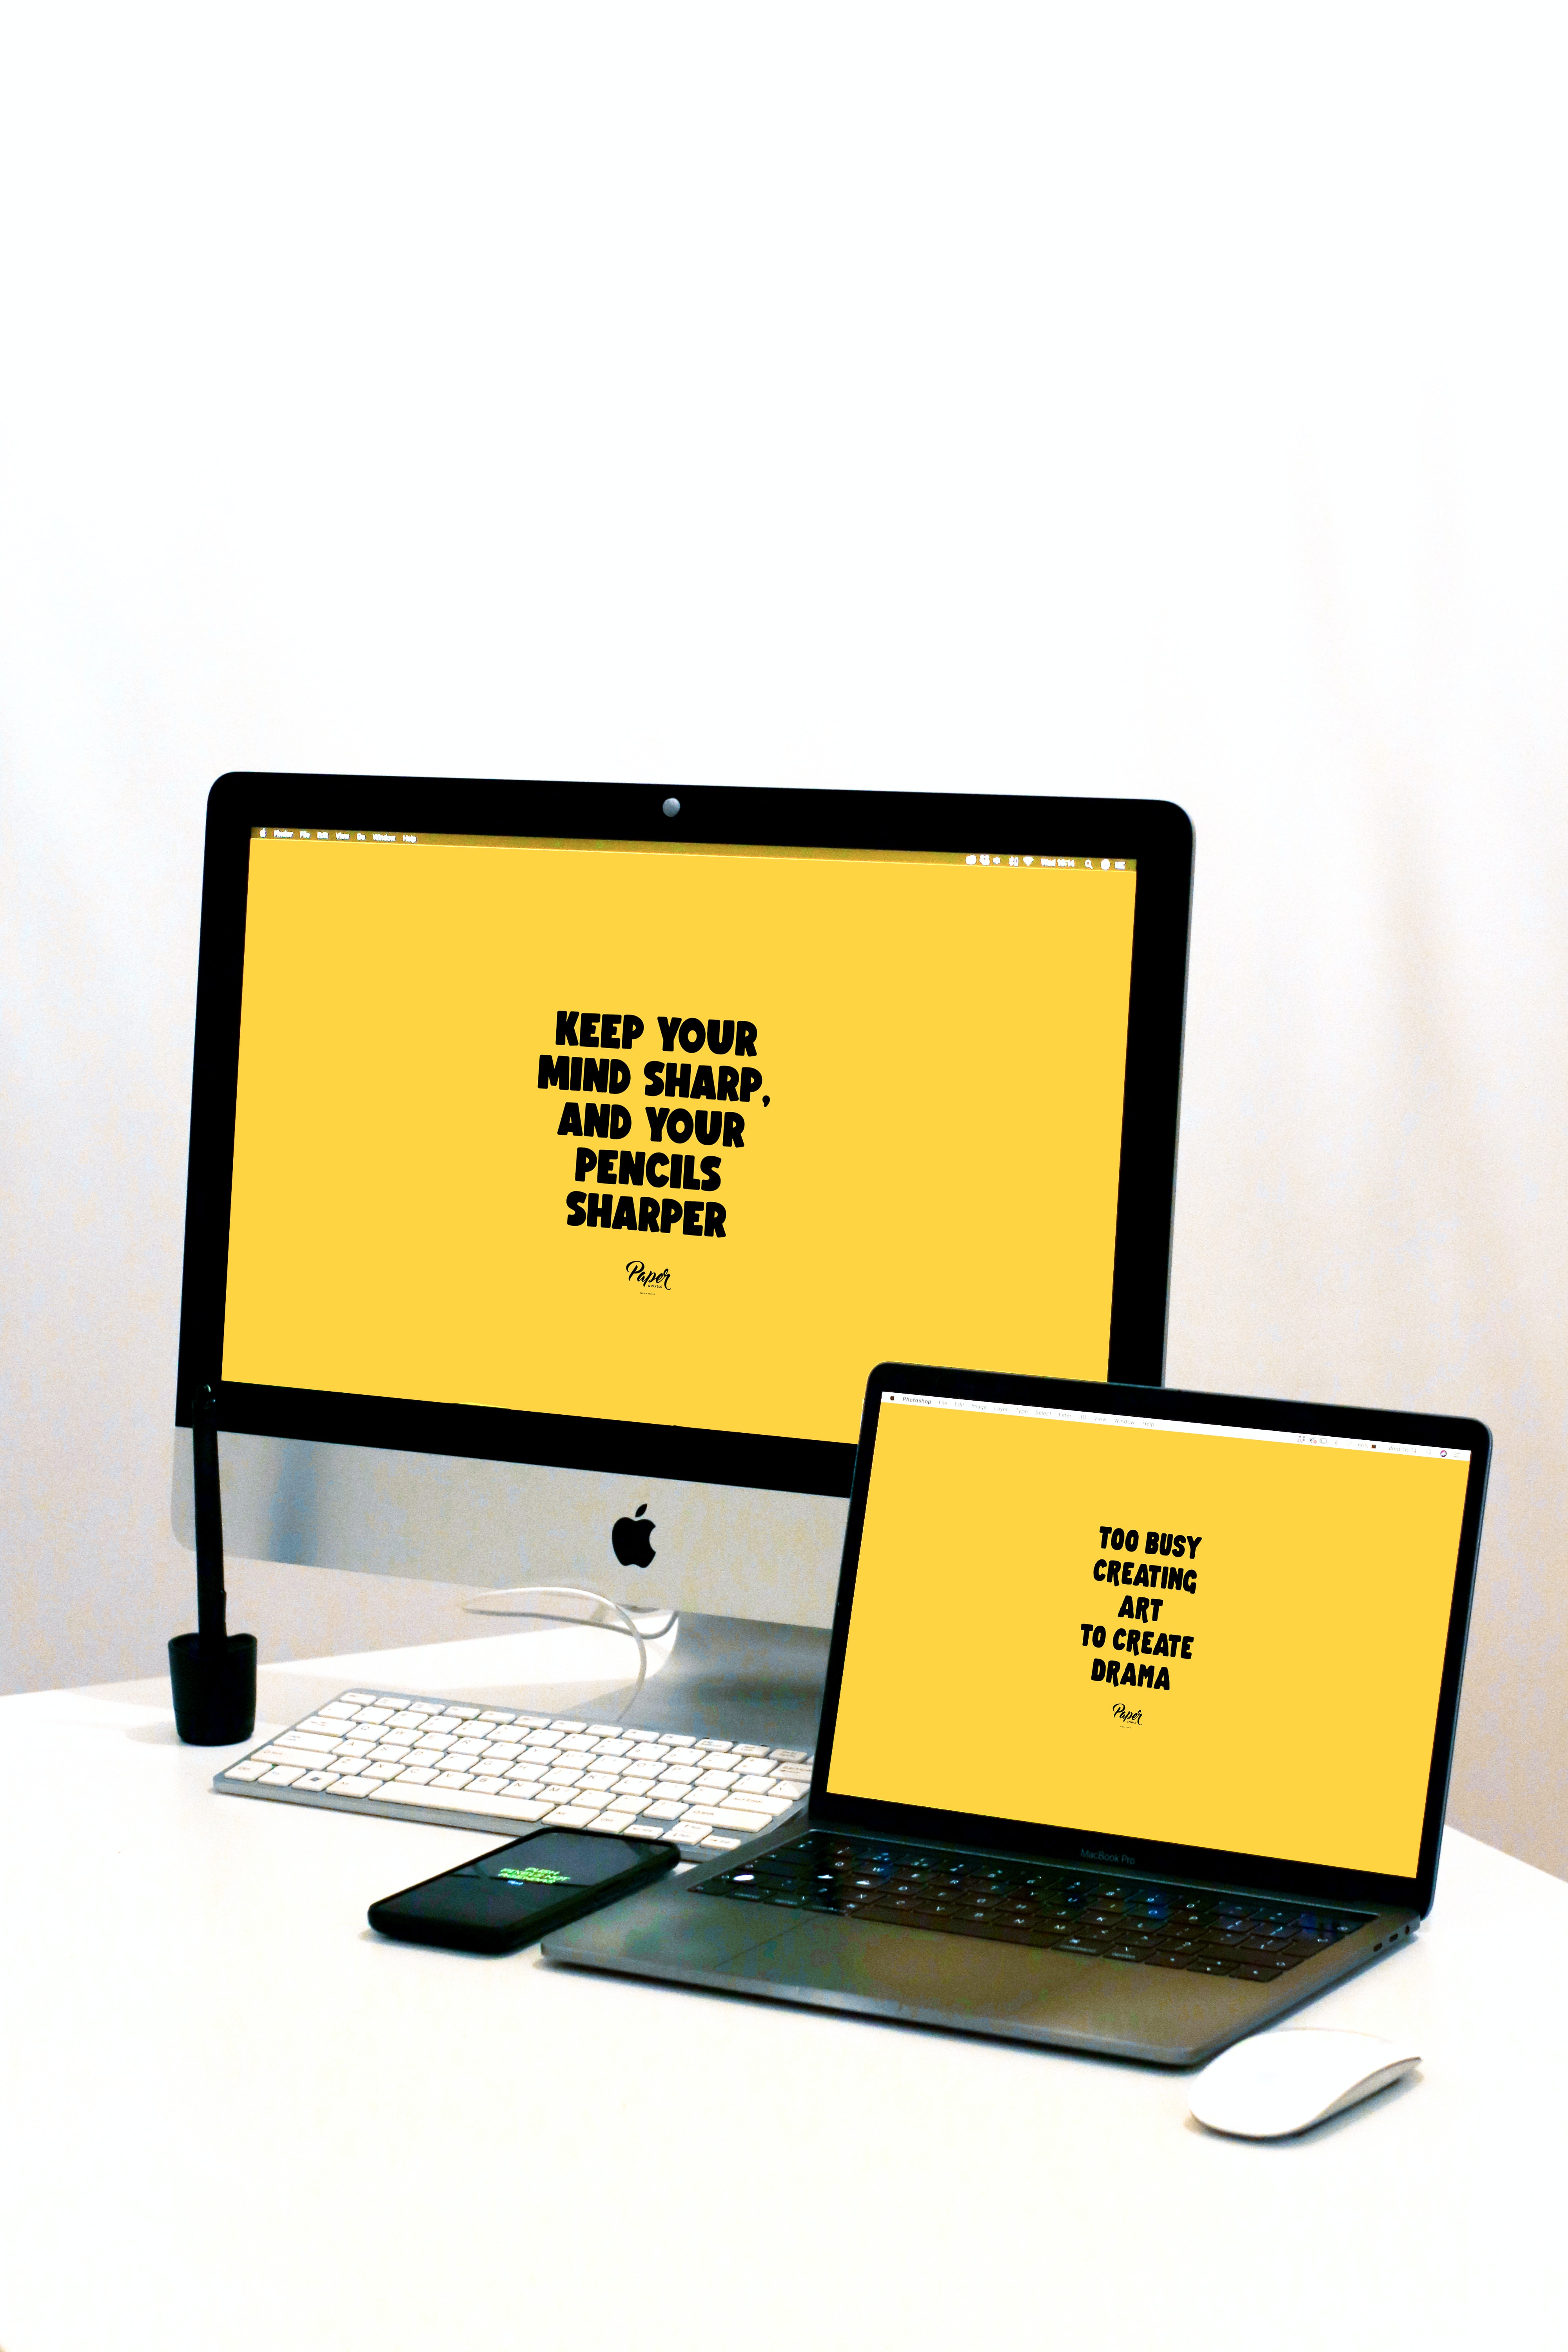 Finder File Edit View Go Window Help
Wed 16:14
KEEP YOUR
MIND SHARP,
AND YOUR
PENCILS
SHARPER
Paper
Photoshop File Edit Image Layer Type Select Filter 3D View Window Help
TOO BUSY
CREATING
ART
TO CREATE
DRAMA
Paper
MacBook Pro